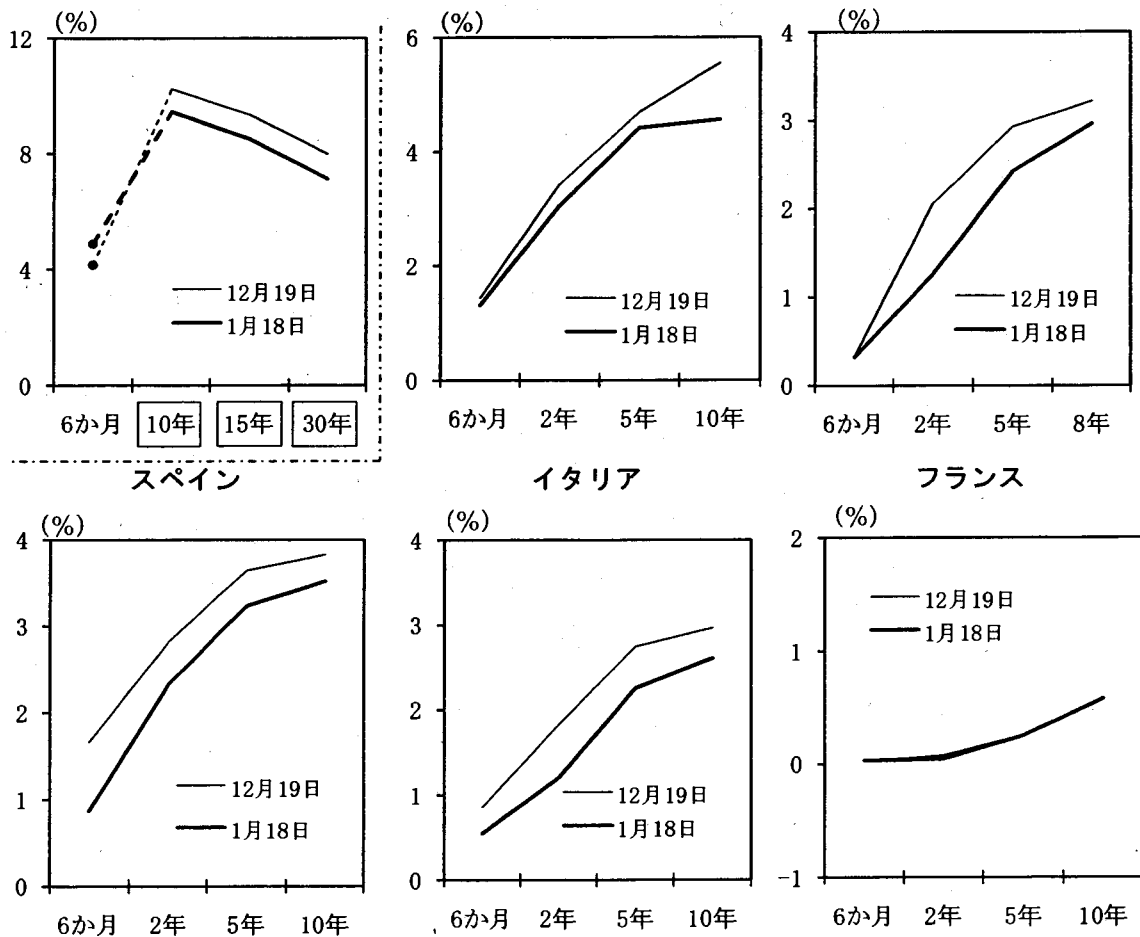 (%)
12
8
4
0
12月19日
1月18日
6か月 10年 15年 30年
(%)
6
4
2
0
12月19日
1月18日
6か月 2年 5年 10年
(%)
4
3
2
1
0
12月19日
1月18日
6か月 2年 5年 8年
スペイン
イタリア
フランス
(%)
4
3
2
1
0
12月19日
1月18日
6か月 2年 5年 10年
(%)
4
3
2
1
0
12月19日
1月18日
6か月 2年 5年 10年
(%)
2
1
0
-1
12月19日
1月18日
6か月 2年 5年 10年